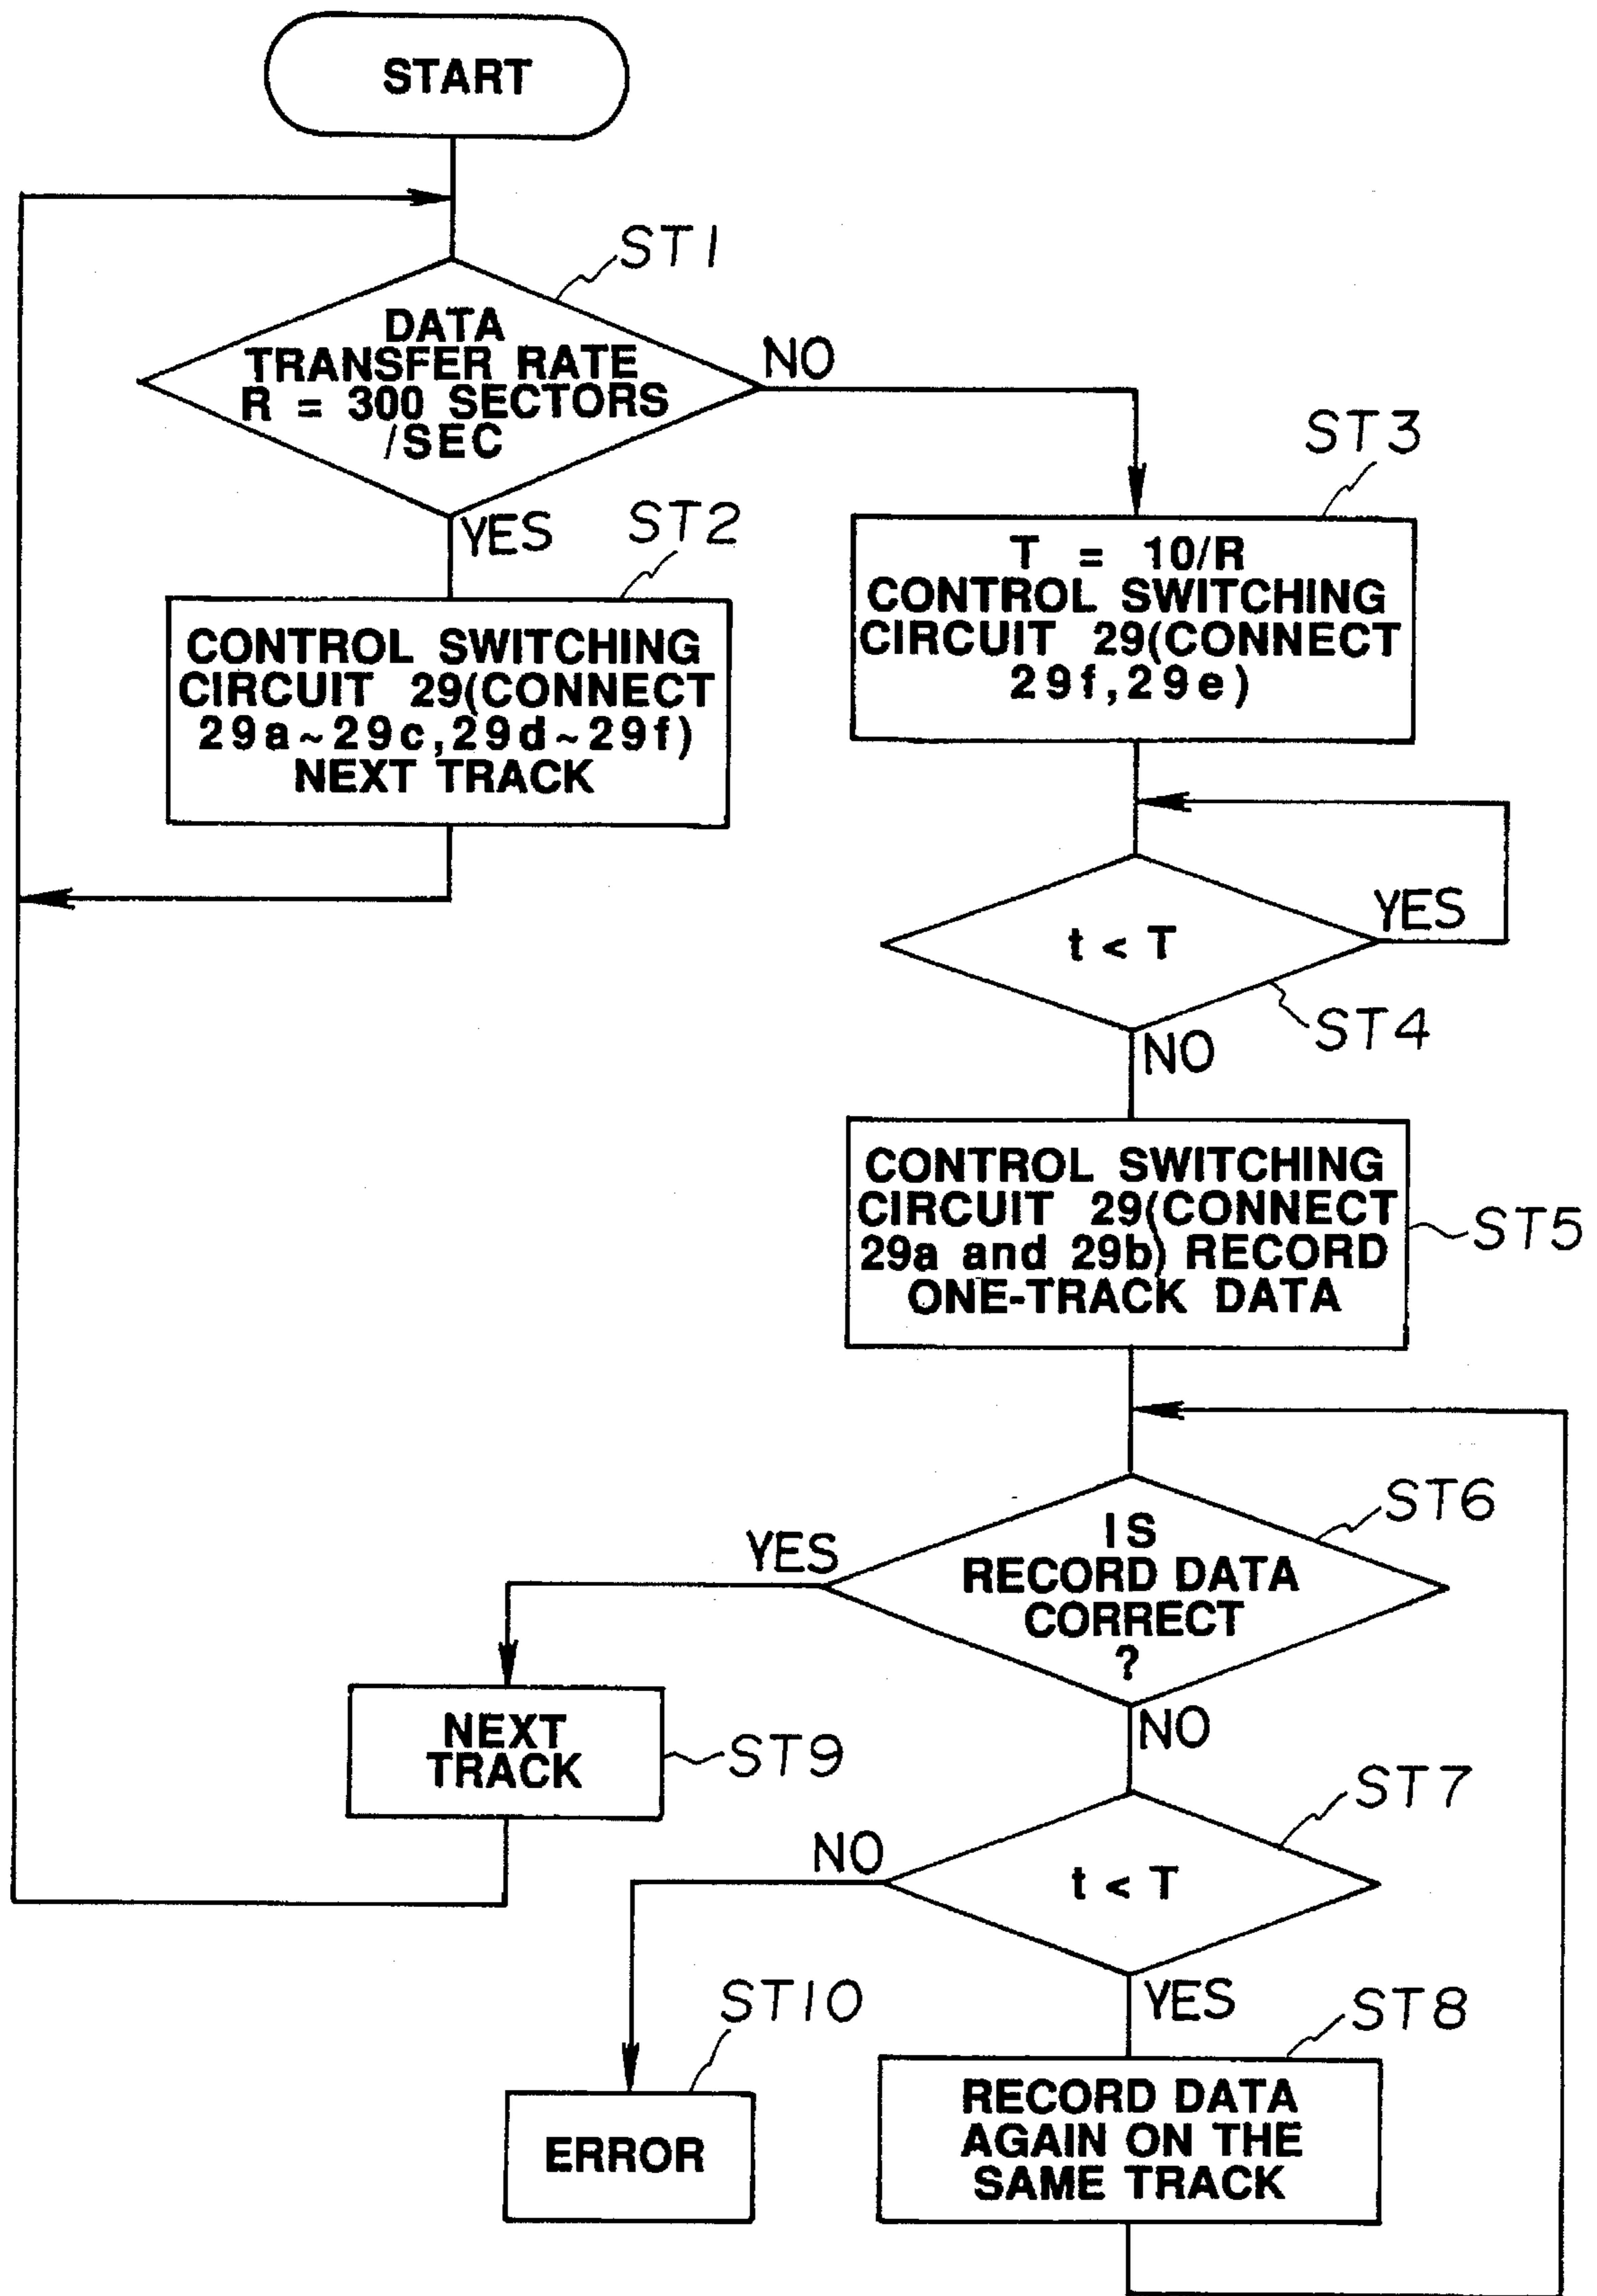 START
ST1
DATA
TRANSFER RATE
R = 300 SECTORS
/SEC
NO
YES
ST2
CONTROL SWITCHING
CIRCUIT 29(CONNECT
29a~29c,29d~29f)
NEXT TRACK
ST3
T = 10/R
CONTROL SWITCHING
CIRCUIT 29(CONNECT
29f,29e)
t < T
YES
ST4
NO
CONTROL SWITCHING
CIRCUIT 29(CONNECT
29a and 29b) RECORD
ONE-TRACK DATA
ST5
ST6
IS
RECORD DATA
CORRECT
?
YES
NO
NEXT
TRACK
ST9
ST7
t < T
NO
YES
ST10
ERROR
ST8
RECORD DATA
AGAIN ON THE
SAME TRACK